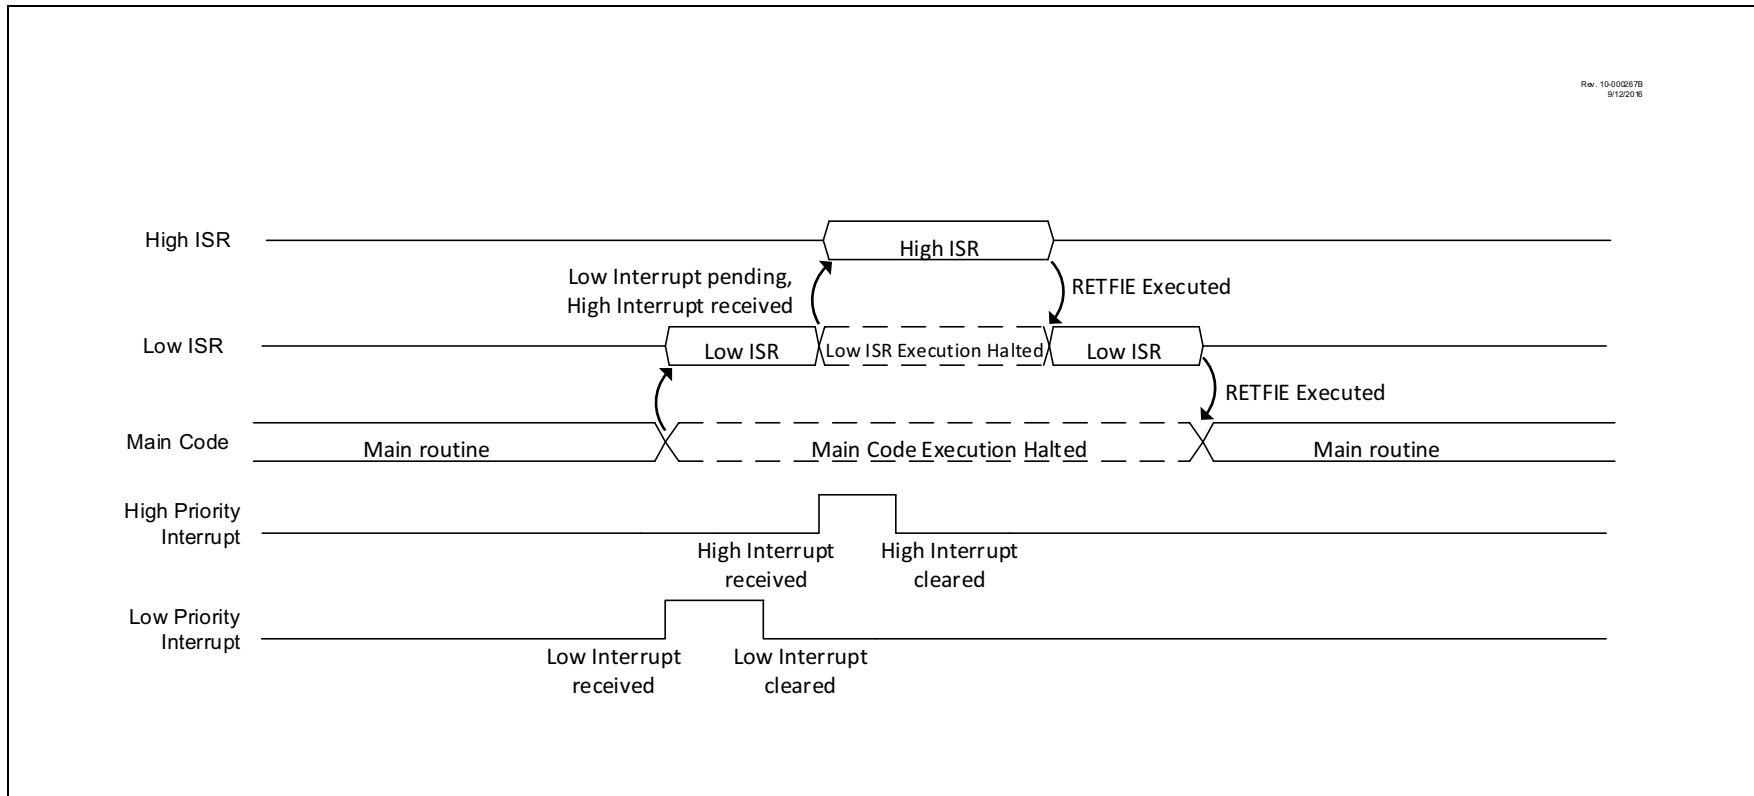 Rev. 10-000267B
9/12/2016
High ISR
High ISR
Low Interrupt pending,
High Interrupt received
RETFIE Executed
Low ISR
Low ISR
Low ISR Execution Halted
Low ISR
RETFIE Executed
Main Code
Main routine
Main Code Execution Halted
Main routine
High Priority
Interrupt
High Interrupt
received
High Interrupt
cleared
Low Priority
Interrupt
Low Interrupt
received
Low Interrupt
cleared